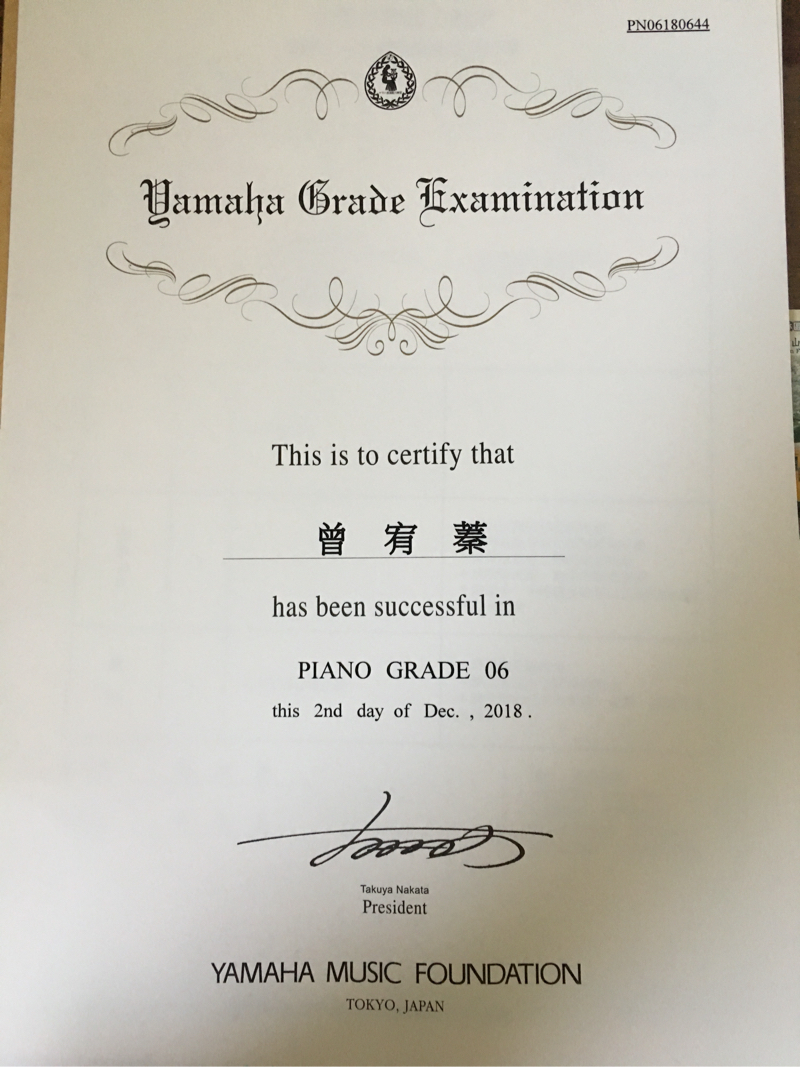 PN06180644
Yamaha Grade Examination
This is to certify that
曾 宥 蓁
has been successful in
PIANO GRADE 06
this 2nd day of Dec. , 2018 .
Takuya Nakata
President
YAMAHA MUSIC FOUNDATION
TOKYO, JAPAN